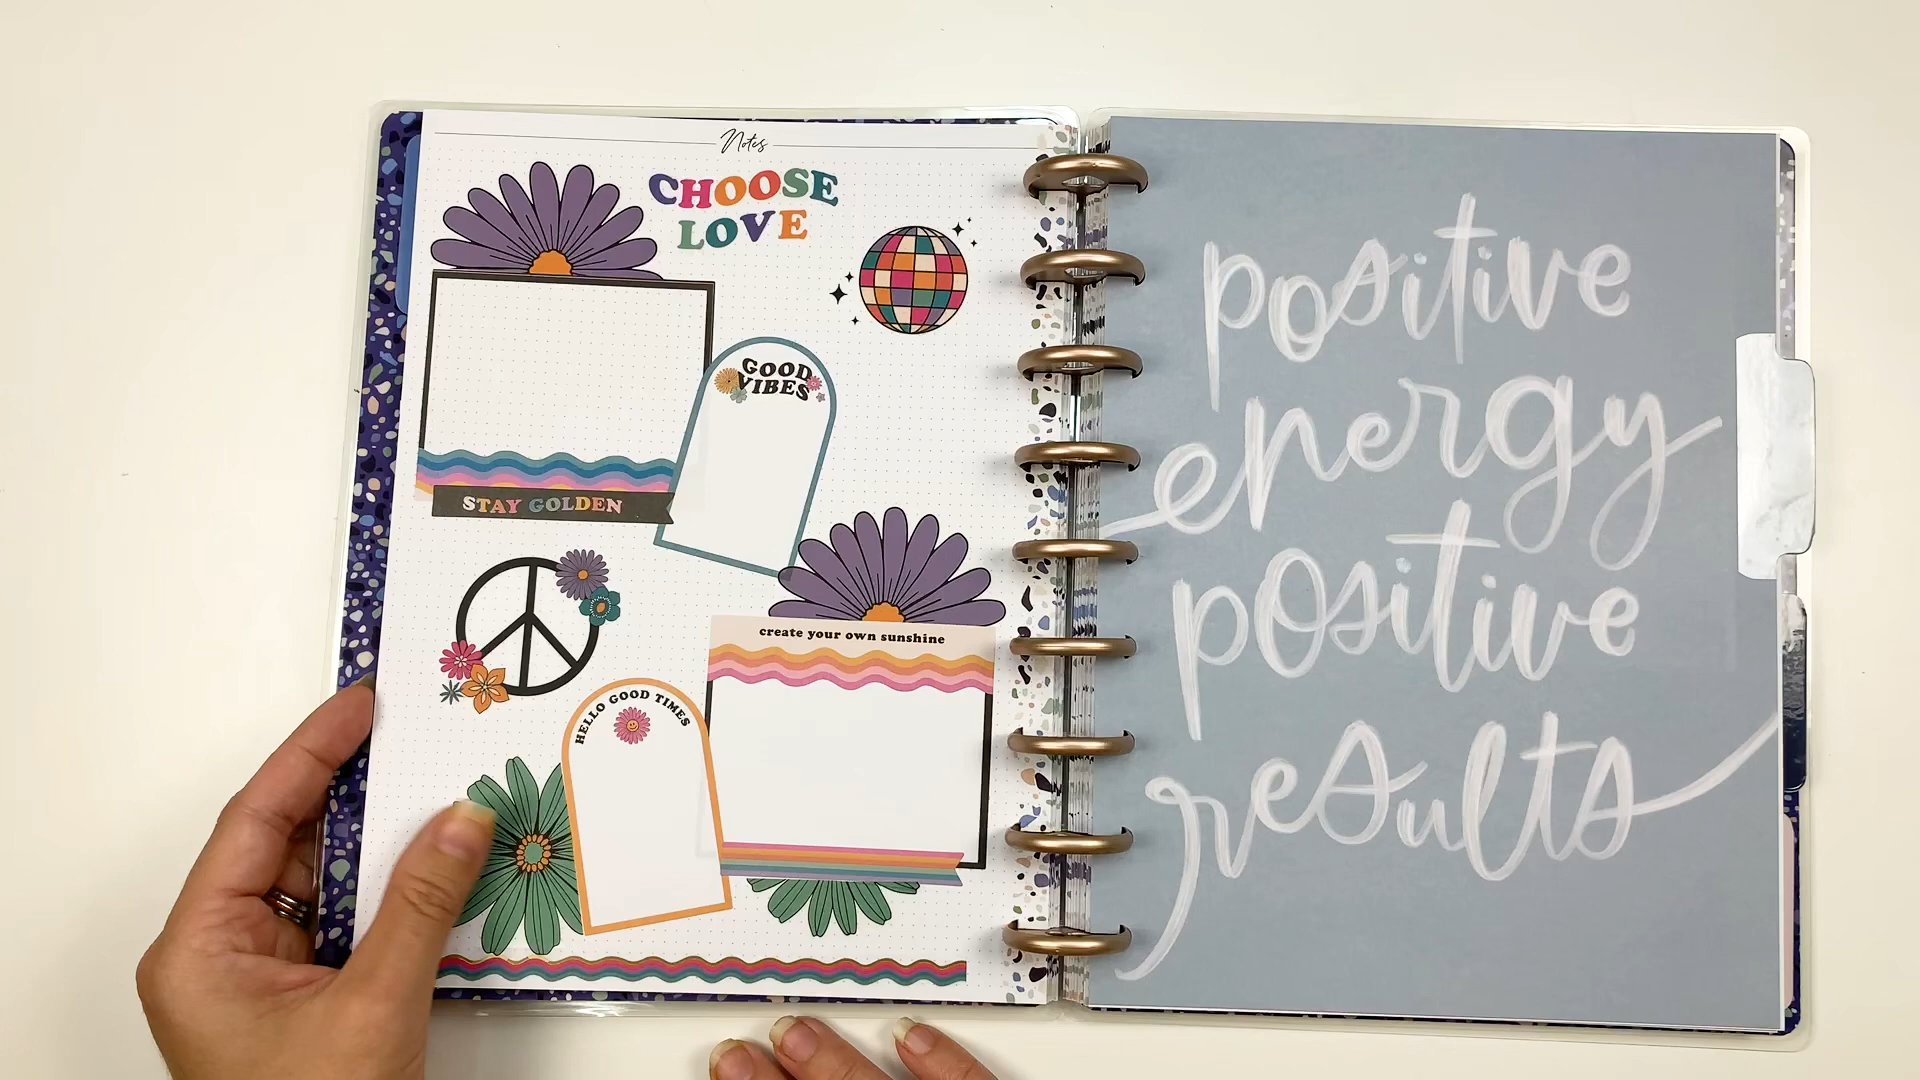 Notes
CHOOSE
LOVE
GOOD
VIBES
STAY GOLDEN
create your own sunshine
HELLO GOOD TIMES
positive
energy
positive
results